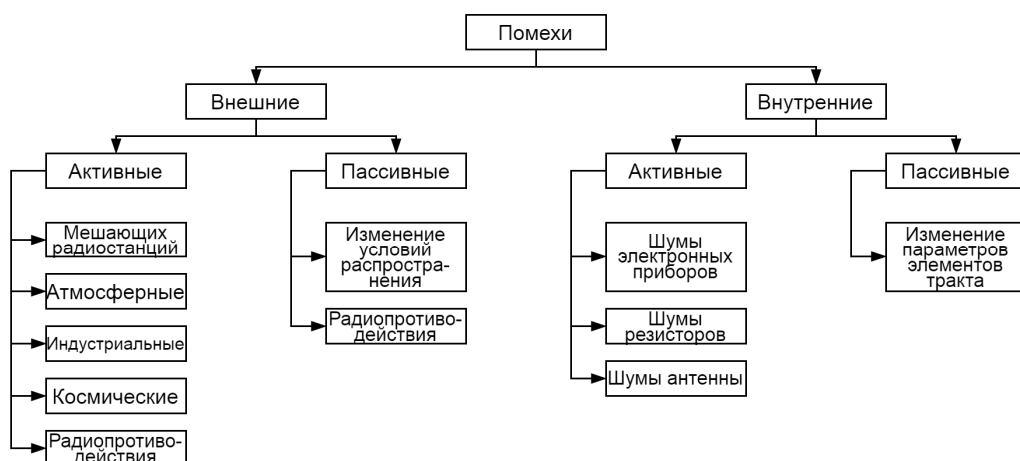 Помехи
Внешние
Внутренние
Активные
Пассивные
Активные
Пассивные
Мешающих
радиостанций
Атмосферные
Индустриальные
Космические
Радиопротиво-
действия
Изменение
условий
распростра-
нения
Радиопротиво-
действия
Шумы
электронных
приборов
Шумы
резисторов
Шумы антенны
Изменение
параметров
элементов
тракта